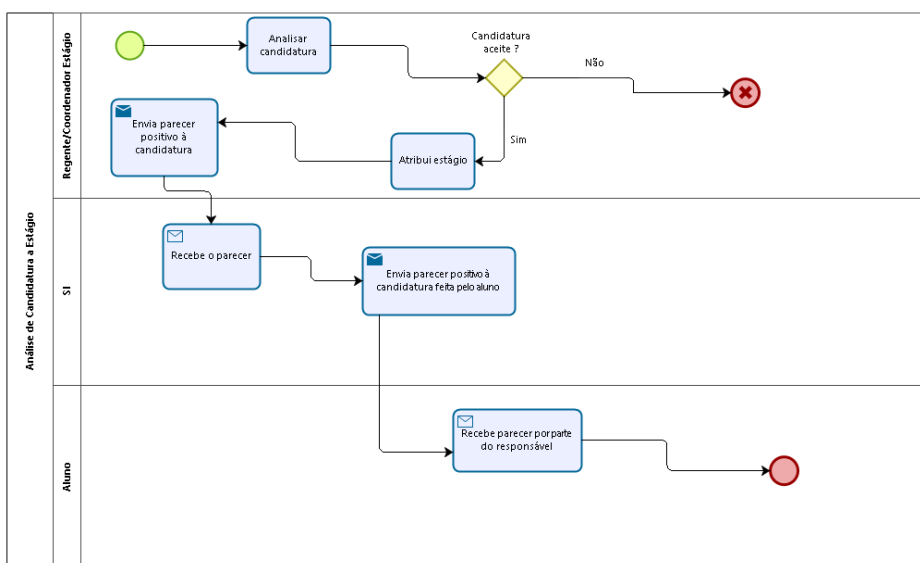 Análise de Candidatura a Estágio
Regente/Coordenador Estágio
Analisar
candidatura
Candidatura
aceite ?
Não
Sim
Envia parecer
positivo à
candidatura
Atribui estágio
SI
Recebe o parecer
Envia parecer positivo à
candidatura feita pelo aluno
Aluno
Recebe parecer por parte
do responsável